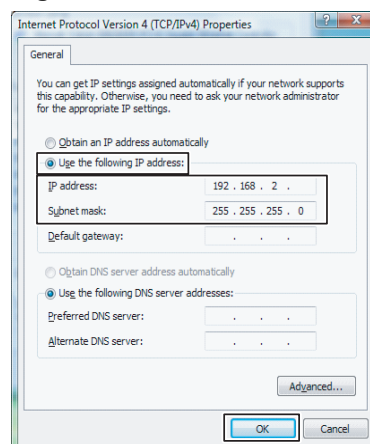 Internet Protocol Version 4 (TCP/IPv4) Properties
General
You can get IP settings assigned automatically if your network supports
this capability. Otherwise, you need to ask your network administrator
for the appropriate IP settings.
Obtain an IP address automatically
Use the following IP address:
IP address: 192 . 168 . 2 .
Subnet mask: 255 . 255 . 255 . 0
Default gateway: . . .
Obtain DNS server address automatically
Use the following DNS server addresses:
Preferred DNS server: . . .
Alternate DNS server: . . .
Advanced...
OK Cancel